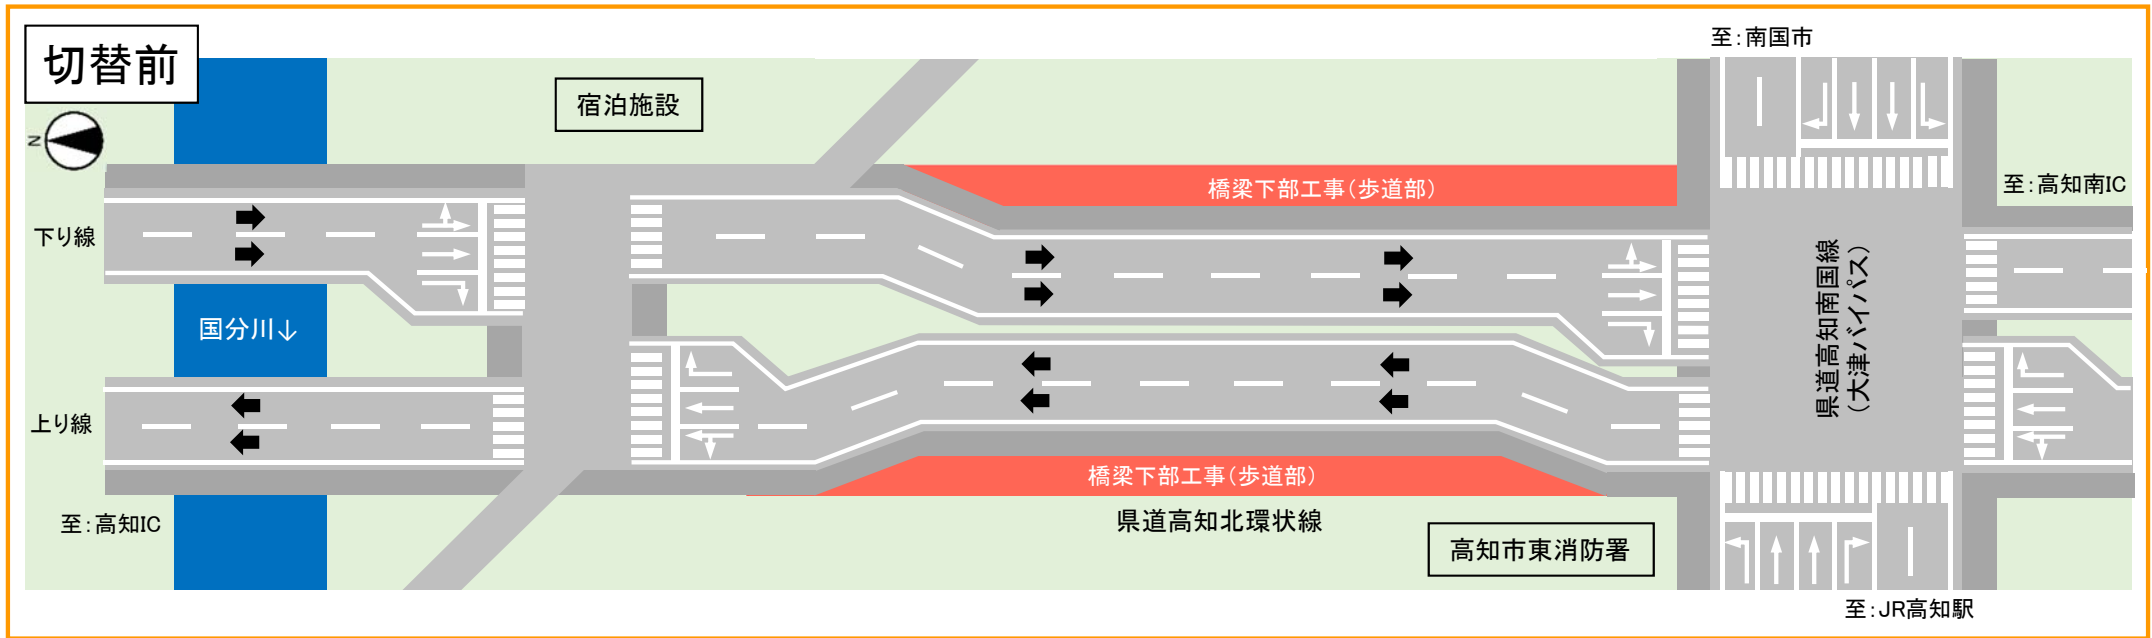 切替前
至：南国市
宿泊施設
N
橋梁下部工事（歩道部）
至：高知南IC
下り線
県道高知南国線
（大津バイパス）
国分川↓
上り線
橋梁下部工事（歩道部）
至：高知IC
県道高知北環状線
高知市東消防署
至：JR高知駅